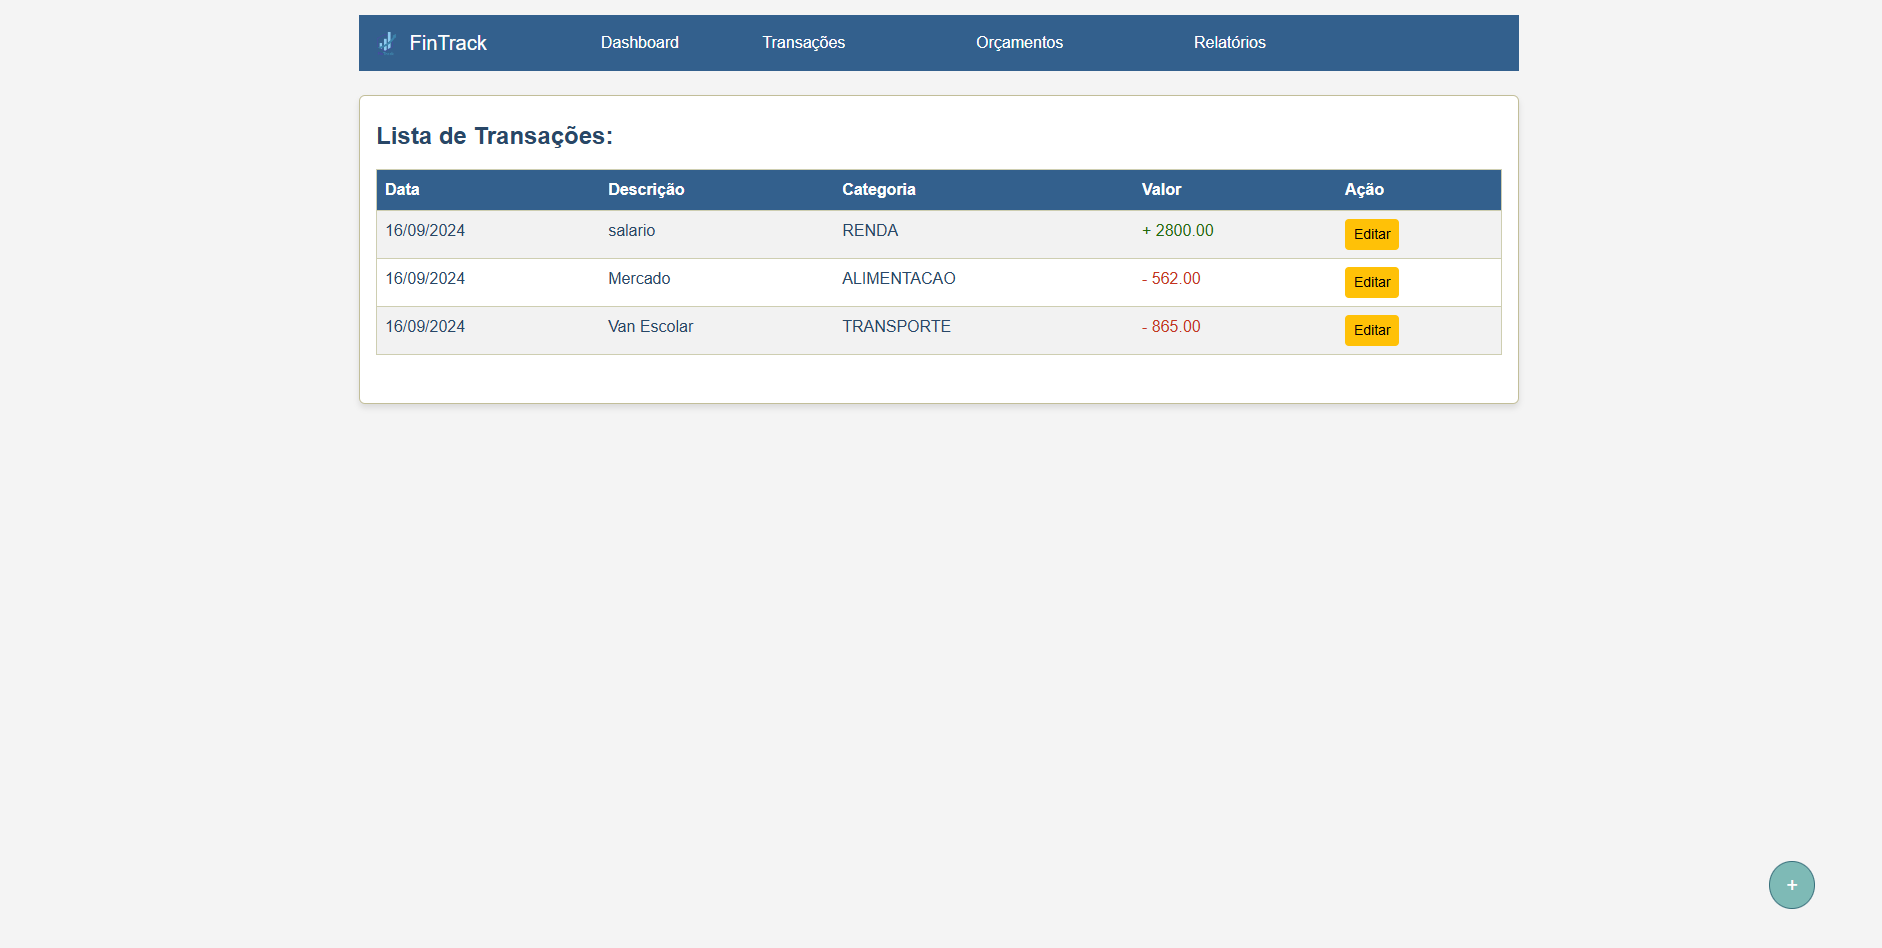 FinTrack Dashboard Transações Orçamentos Relatórios
Lista de Transações:
Data Descrição Categoria Valor Ação
16/09/2024 salario RENDA + 2800.00 Editar
16/09/2024 Mercado ALIMENTACAO - 562.00 Editar
16/09/2024 Van Escolar TRANSPORTE - 865.00 Editar
+